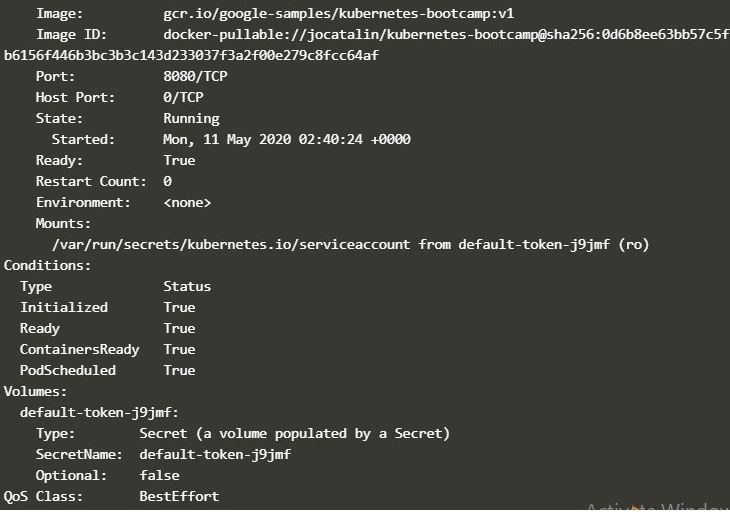 Image: gcr.io/google-samples/kubernetes-bootcamp:v1
Image ID: docker-pullable://jocatalin/kubernetes-bootcamp@sha256:0d6b8ee63bb57c5f
b6156f446b3bc3b3c143d233037f3a2f00e279c8fcc64af
Port: 8080/TCP
Host Port: 0/TCP
State: Running
Started: Mon, 11 May 2020 02:40:24 +0000
Ready: True
Restart Count: 0
Environment: <none>
Mounts:
/var/run/secrets/kubernetes.io/serviceaccount from default-token-j9jmf (ro)
Conditions:
Type Status
Initialized True
Ready True
ContainersReady True
PodScheduled True
Volumes:
default-token-j9jmf:
Type: Secret (a volume populated by a Secret)
SecretName: default-token-j9jmf
Optional: false
QoS Class: BestEffort